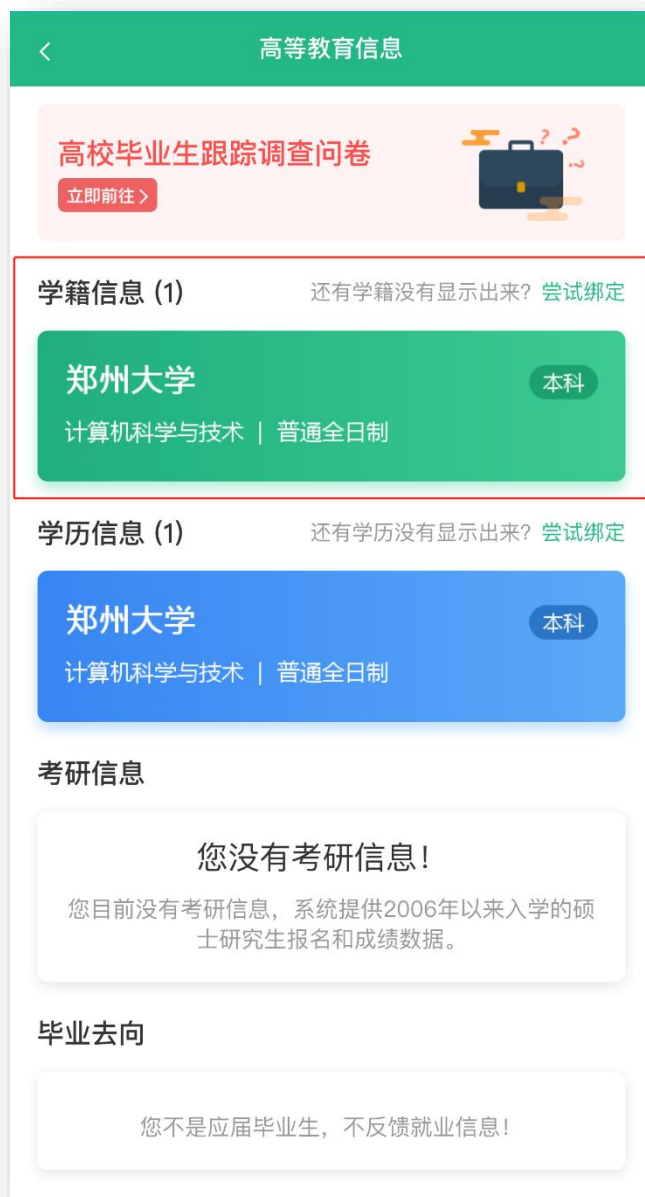 高等教育信息
高校毕业生跟踪调查问卷
立即前往>
学籍信息 (1) 还有学籍没有显示出来? 尝试绑定
郑州大学 本科
计算机科学与技术 | 普通全日制
学历信息 (1) 还有学历没有显示出来? 尝试绑定
郑州大学 本科
计算机科学与技术 | 普通全日制
考研信息
您没有考研信息!
您目前没有考研信息，系统提供2006年以来入学的硕
士研究生报名和成绩数据。
毕业去向
您不是应届毕业生，不反馈就业信息!